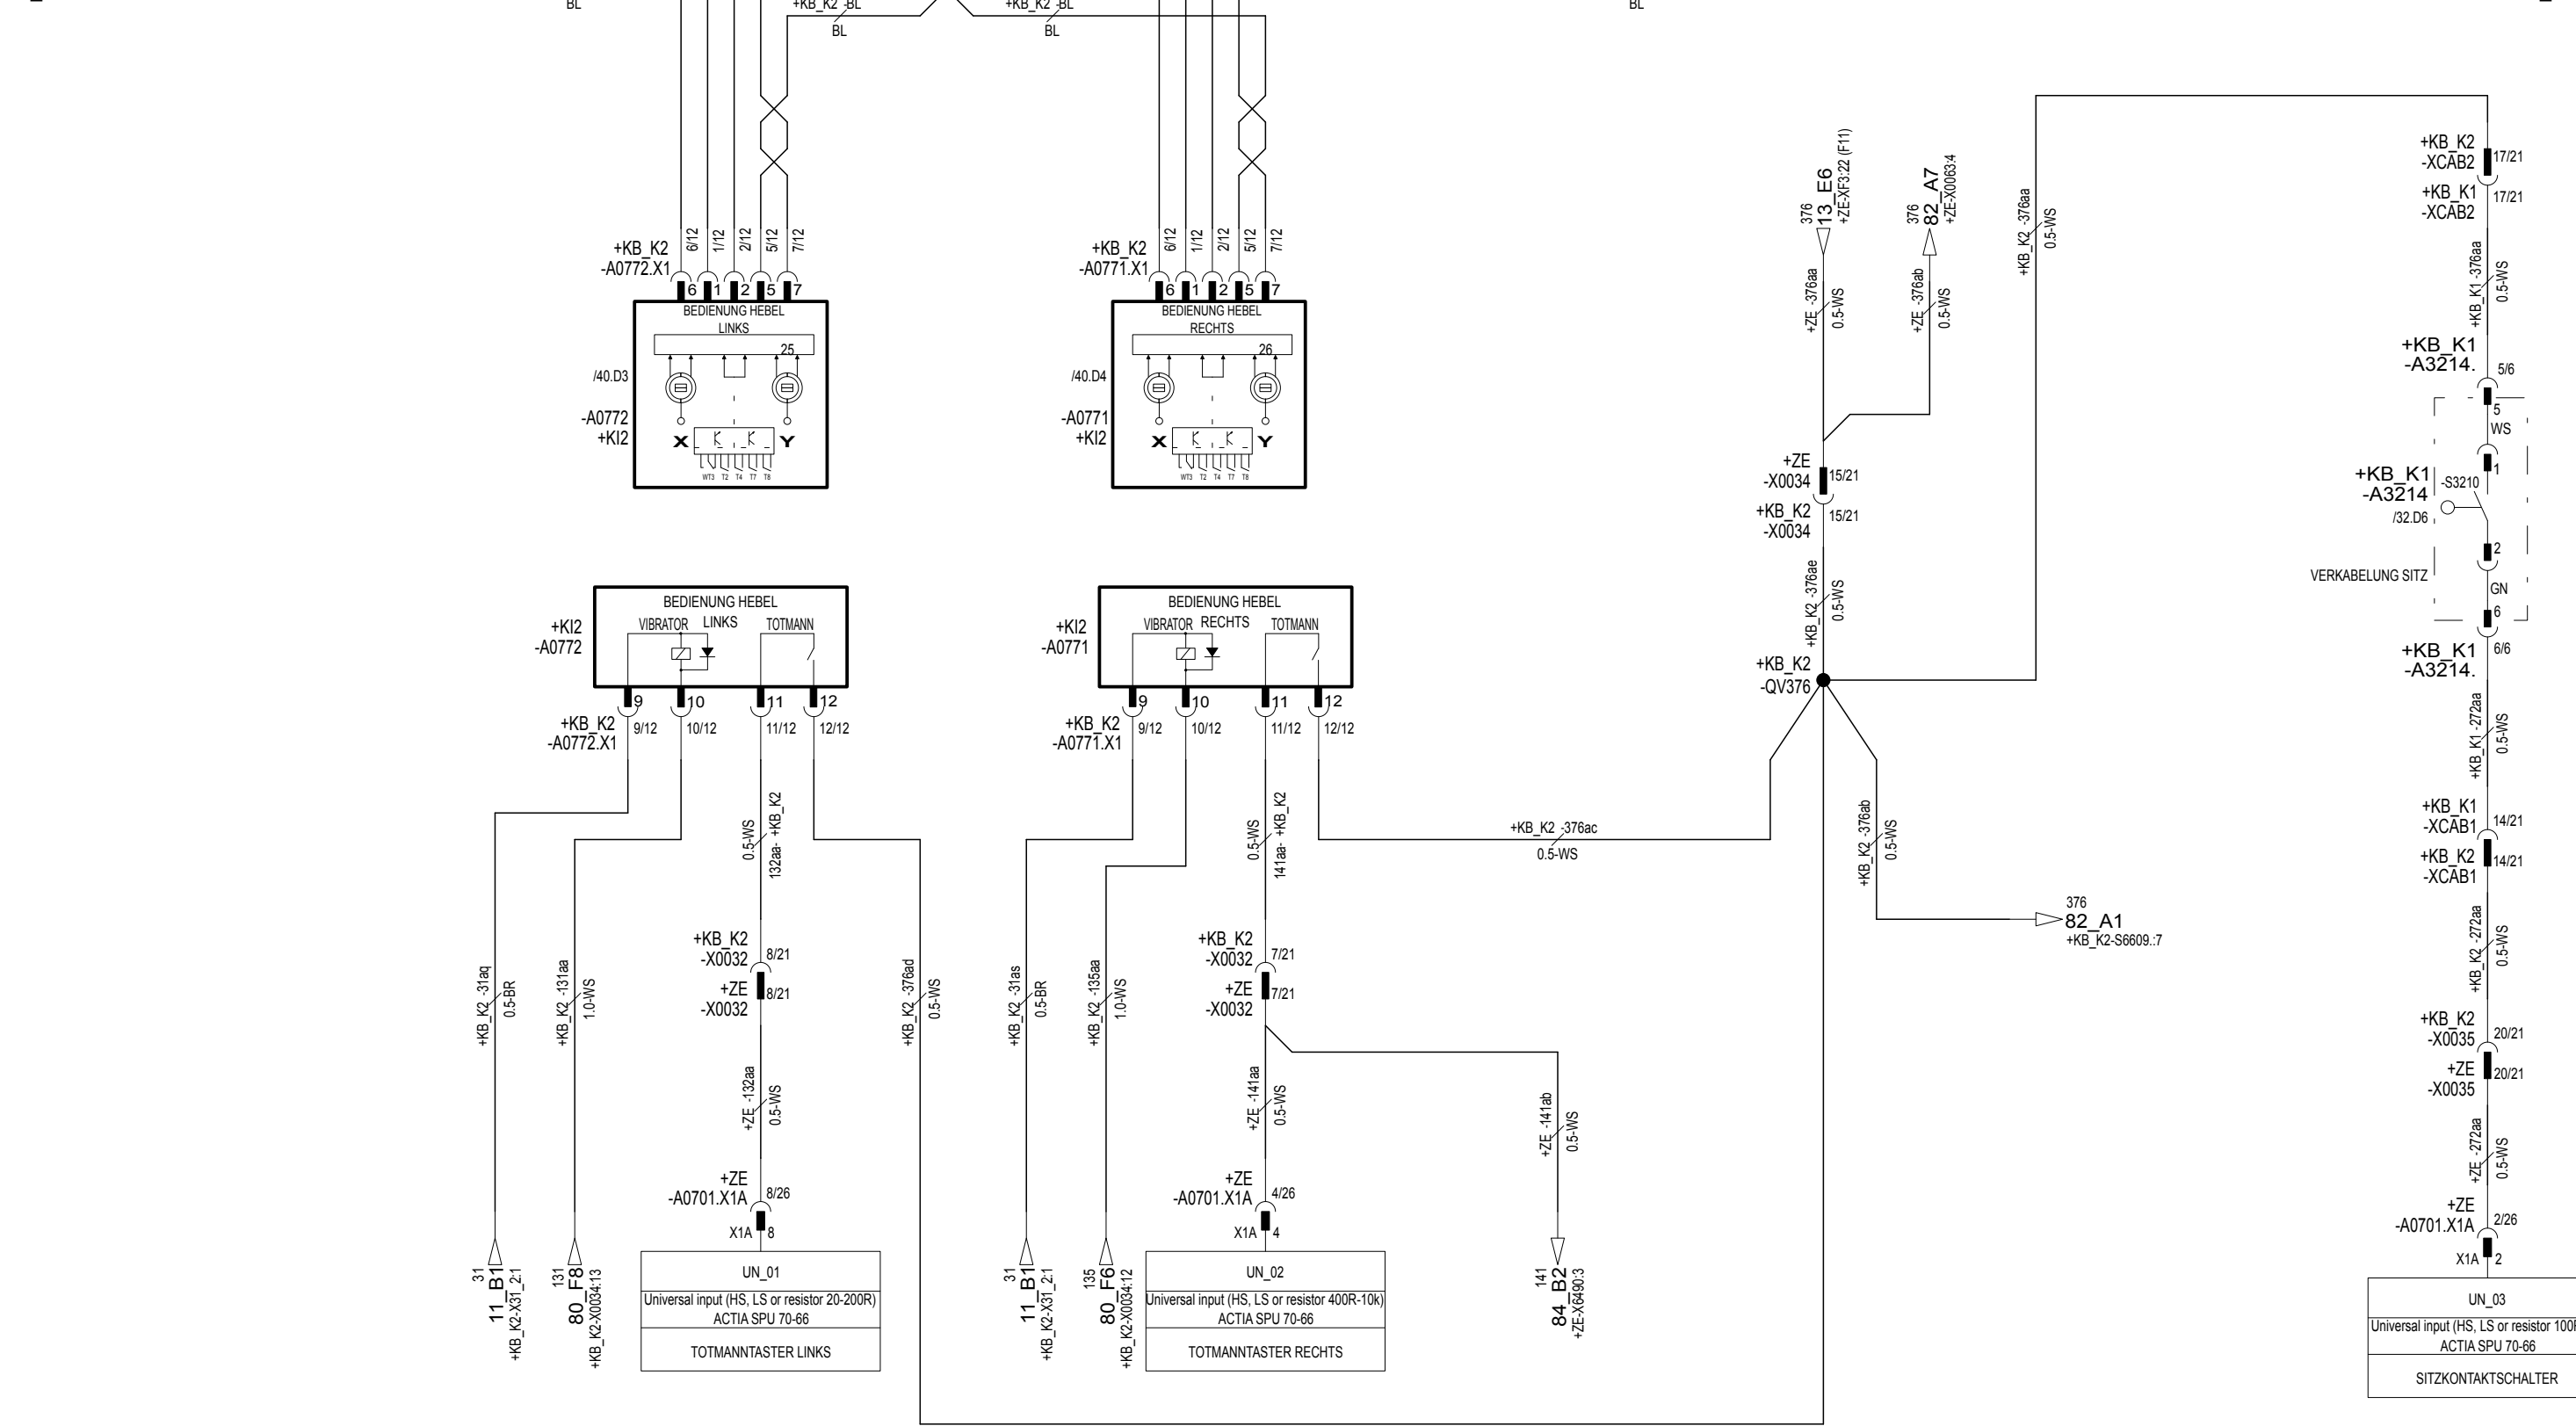 BL
+KB_K2 -BL
BL
+KB_K2 -BL
BL
BL
+KB_K2
-A0772.X1
6/12
1/12
2/12
5/12
7/12
6
1
2
5
7
BEDIENUNG HEBEL
LINKS
25
/40.D3
-A0772
+KI2
X
Y
WT3
T2
T4
T7
T8
+KB_K2
-A0771.X1
6/12
1/12
2/12
5/12
7/12
6
1
2
5
7
BEDIENUNG HEBEL
RECHTS
26
/40.D4
-A0771
+KI2
X
Y
WT3
T2
T4
T7
T8
376
13_E6
+ZE-XF3:22 (F11)
376
82_A7
+ZE-X0063:4
+ZE -376aa
0.5-WS
+ZE -376ab
0.5-WS
+ZE
-X0034
15/21
+KB_K2
-X0034
15/21
+KB_K2 -376ae
0.5-WS
+KB_K2
-QV376
+KB_K2 -376aa
0.5-WS
+KB_K2
-XCAB2
17/21
+KB_K1
-XCAB2
17/21
+KB_K1 -376aa
0.5-WS
+KB_K1
-A3214.
5/6
5
WS
1
+KB_K1
-A3214
-S3210
/32.D6
2
VERKABELUNG SITZ
GN
6
+KB_K1
-A3214.
6/6
+KB_K1 -272aa
0.5-WS
+KB_K1
-XCAB1
14/21
+KB_K2
-XCAB1
14/21
+KB_K2 -272aa
0.5-WS
+KB_K2
-X0035
20/21
+ZE
-X0035
20/21
+ZE -272aa
0.5-WS
+ZE
-A0701.X1A
2/26
X1A
2
UN_03
Universal input (HS, LS or resistor
ACTIA SPU 70-66
SITZKONTAKTSCHALTER
BEDIENUNG HEBEL
VIBRATOR LINKS TOTMANN
+KI2
-A0772
9
10
11
12
+KB_K2
-A0772.X1
9/12
10/12
11/12
12/12
0.5-WS
132aa- +KB_K2
+KB_K2
-X0032
8/21
+ZE
-X0032
8/21
+KB_K2 -31aq
0.5-BR
+KB_K2 -131aa
1.0-WS
+KB_K2 -376ad
0.5-WS
+ZE -132aa
0.5-WS
+ZE
-A0701.X1A
8/26
X1A
8
31
11_B1
+KB_K2-X31_2:1
131
80_F8
+KB_K2-X0034:13
UN_01
Universal input (HS, LS or resistor 20-200R)
ACTIA SPU 70-66
TOTMANNTASTER LINKS
BEDIENUNG HEBEL
VIBRATOR RECHTS TOTMANN
+KI2
-A0771
9
10
11
12
+KB_K2
-A0771.X1
9/12
10/12
11/12
12/12
0.5-WS
141aa- +KB_K2
+KB_K2 -376ac
0.5-WS
+KB_K2 -376ab
0.5-WS
376
82_A1
+KB_K2-S6609.:7
+KB_K2
-X0032
7/21
+ZE
-X0032
7/21
+KB_K2 -31as
0.5-BR
+KB_K2 -135aa
1.0-WS
+ZE -141aa
0.5-WS
+ZE -141ab
0.5-WS
+ZE
-A0701.X1A
4/26
X1A
4
31
11_B1
+KB_K2-X31_2:1
135
80_F6
+KB_K2-X0034:12
UN_02
Universal input (HS, LS or resistor 400R-10k)
ACTIA SPU 70-66
TOTMANNTASTER RECHTS
141
84_B2
+ZE-X6490:3